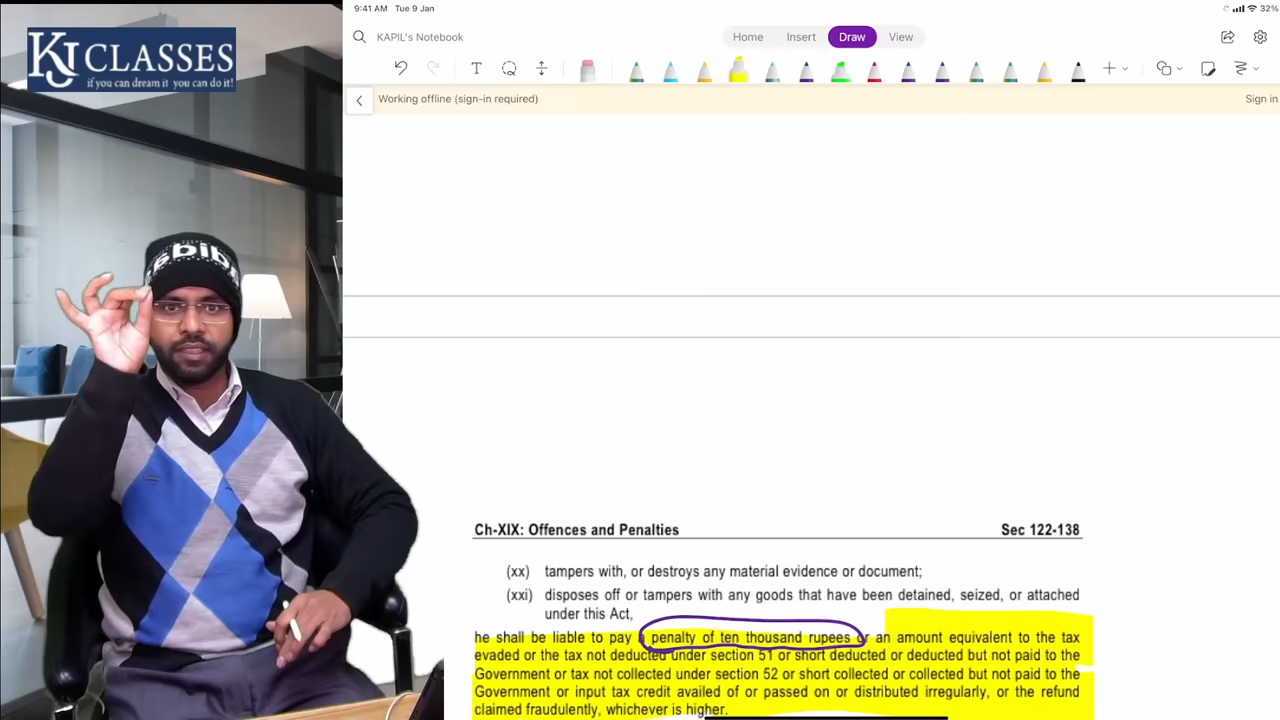 9:41 AM Tue 9 Jan
32%
KJ CLASSES
if you can dream it you can do it!
KAPIL's Notebook
Home Insert Draw View
Working offline (sign-in required)
Sign in
Ch-XIX: Offences and Penalties Sec 122-138
(xx) tampers with, or destroys any material evidence or document;
(xxi) disposes off or tampers with any goods that have been detained, seized, or attached
under this Act,
he shall be liable to pay a penalty of ten thousand rupees or an amount equivalent to the tax
evaded or the tax not deducted under section 51 or short deducted or deducted but not paid to the
Government or tax not collected under section 52 or short collected or collected but not paid to the
Government or input tax credit availed of or passed on or distributed irregularly, or the refund
claimed fraudulently, whichever is higher.